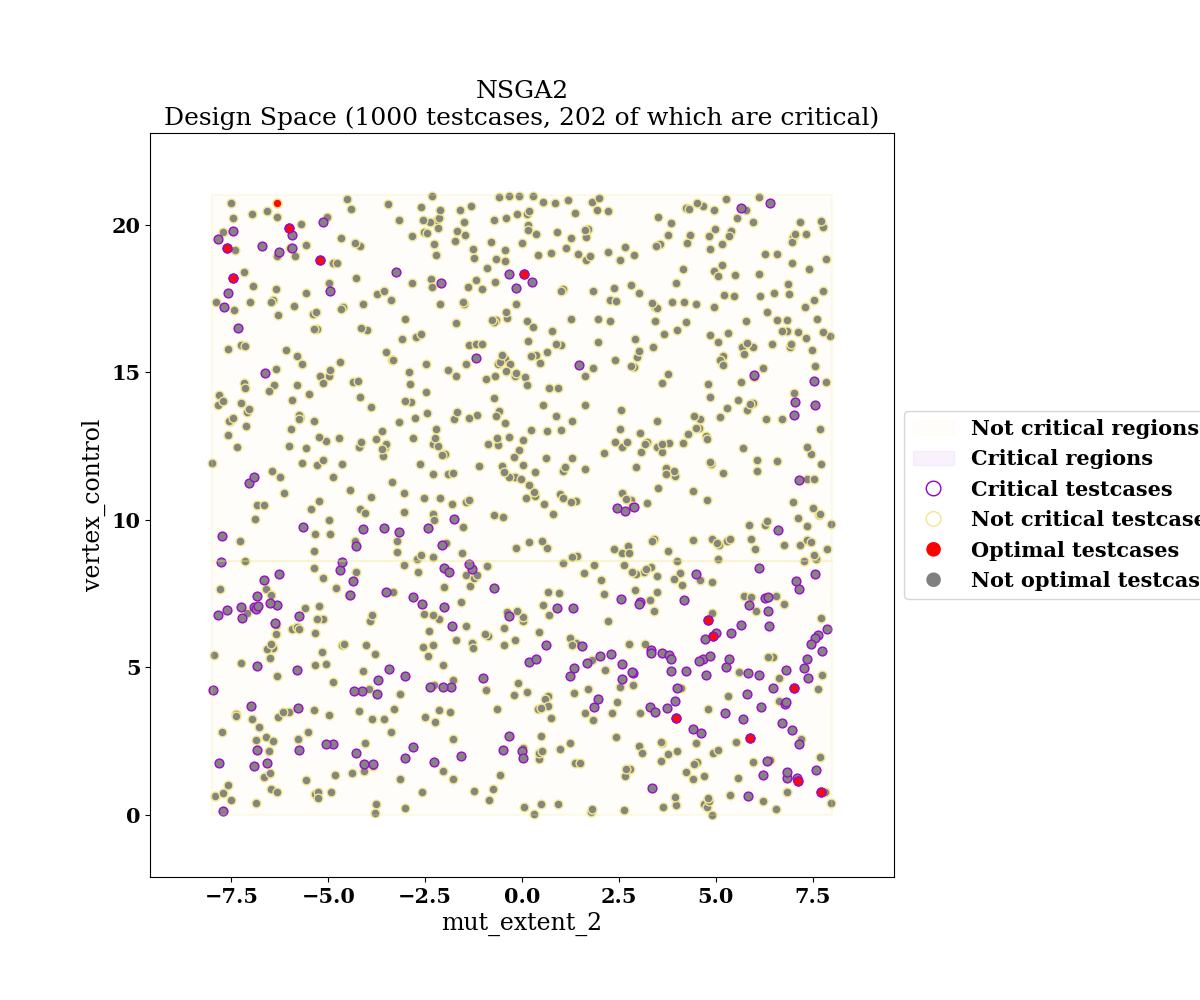 NSGA2
Design Space (1000 testcases, 202 of which are critical)
20
15
10
5
0
vertex_control
−7.5
−5.0
−2.5
0.0
2.5
5.0
7.5
mut_extent_2
Not critical regions
Critical regions
Critical testcases
Not critical testcase
Optimal testcases
Not optimal testcas